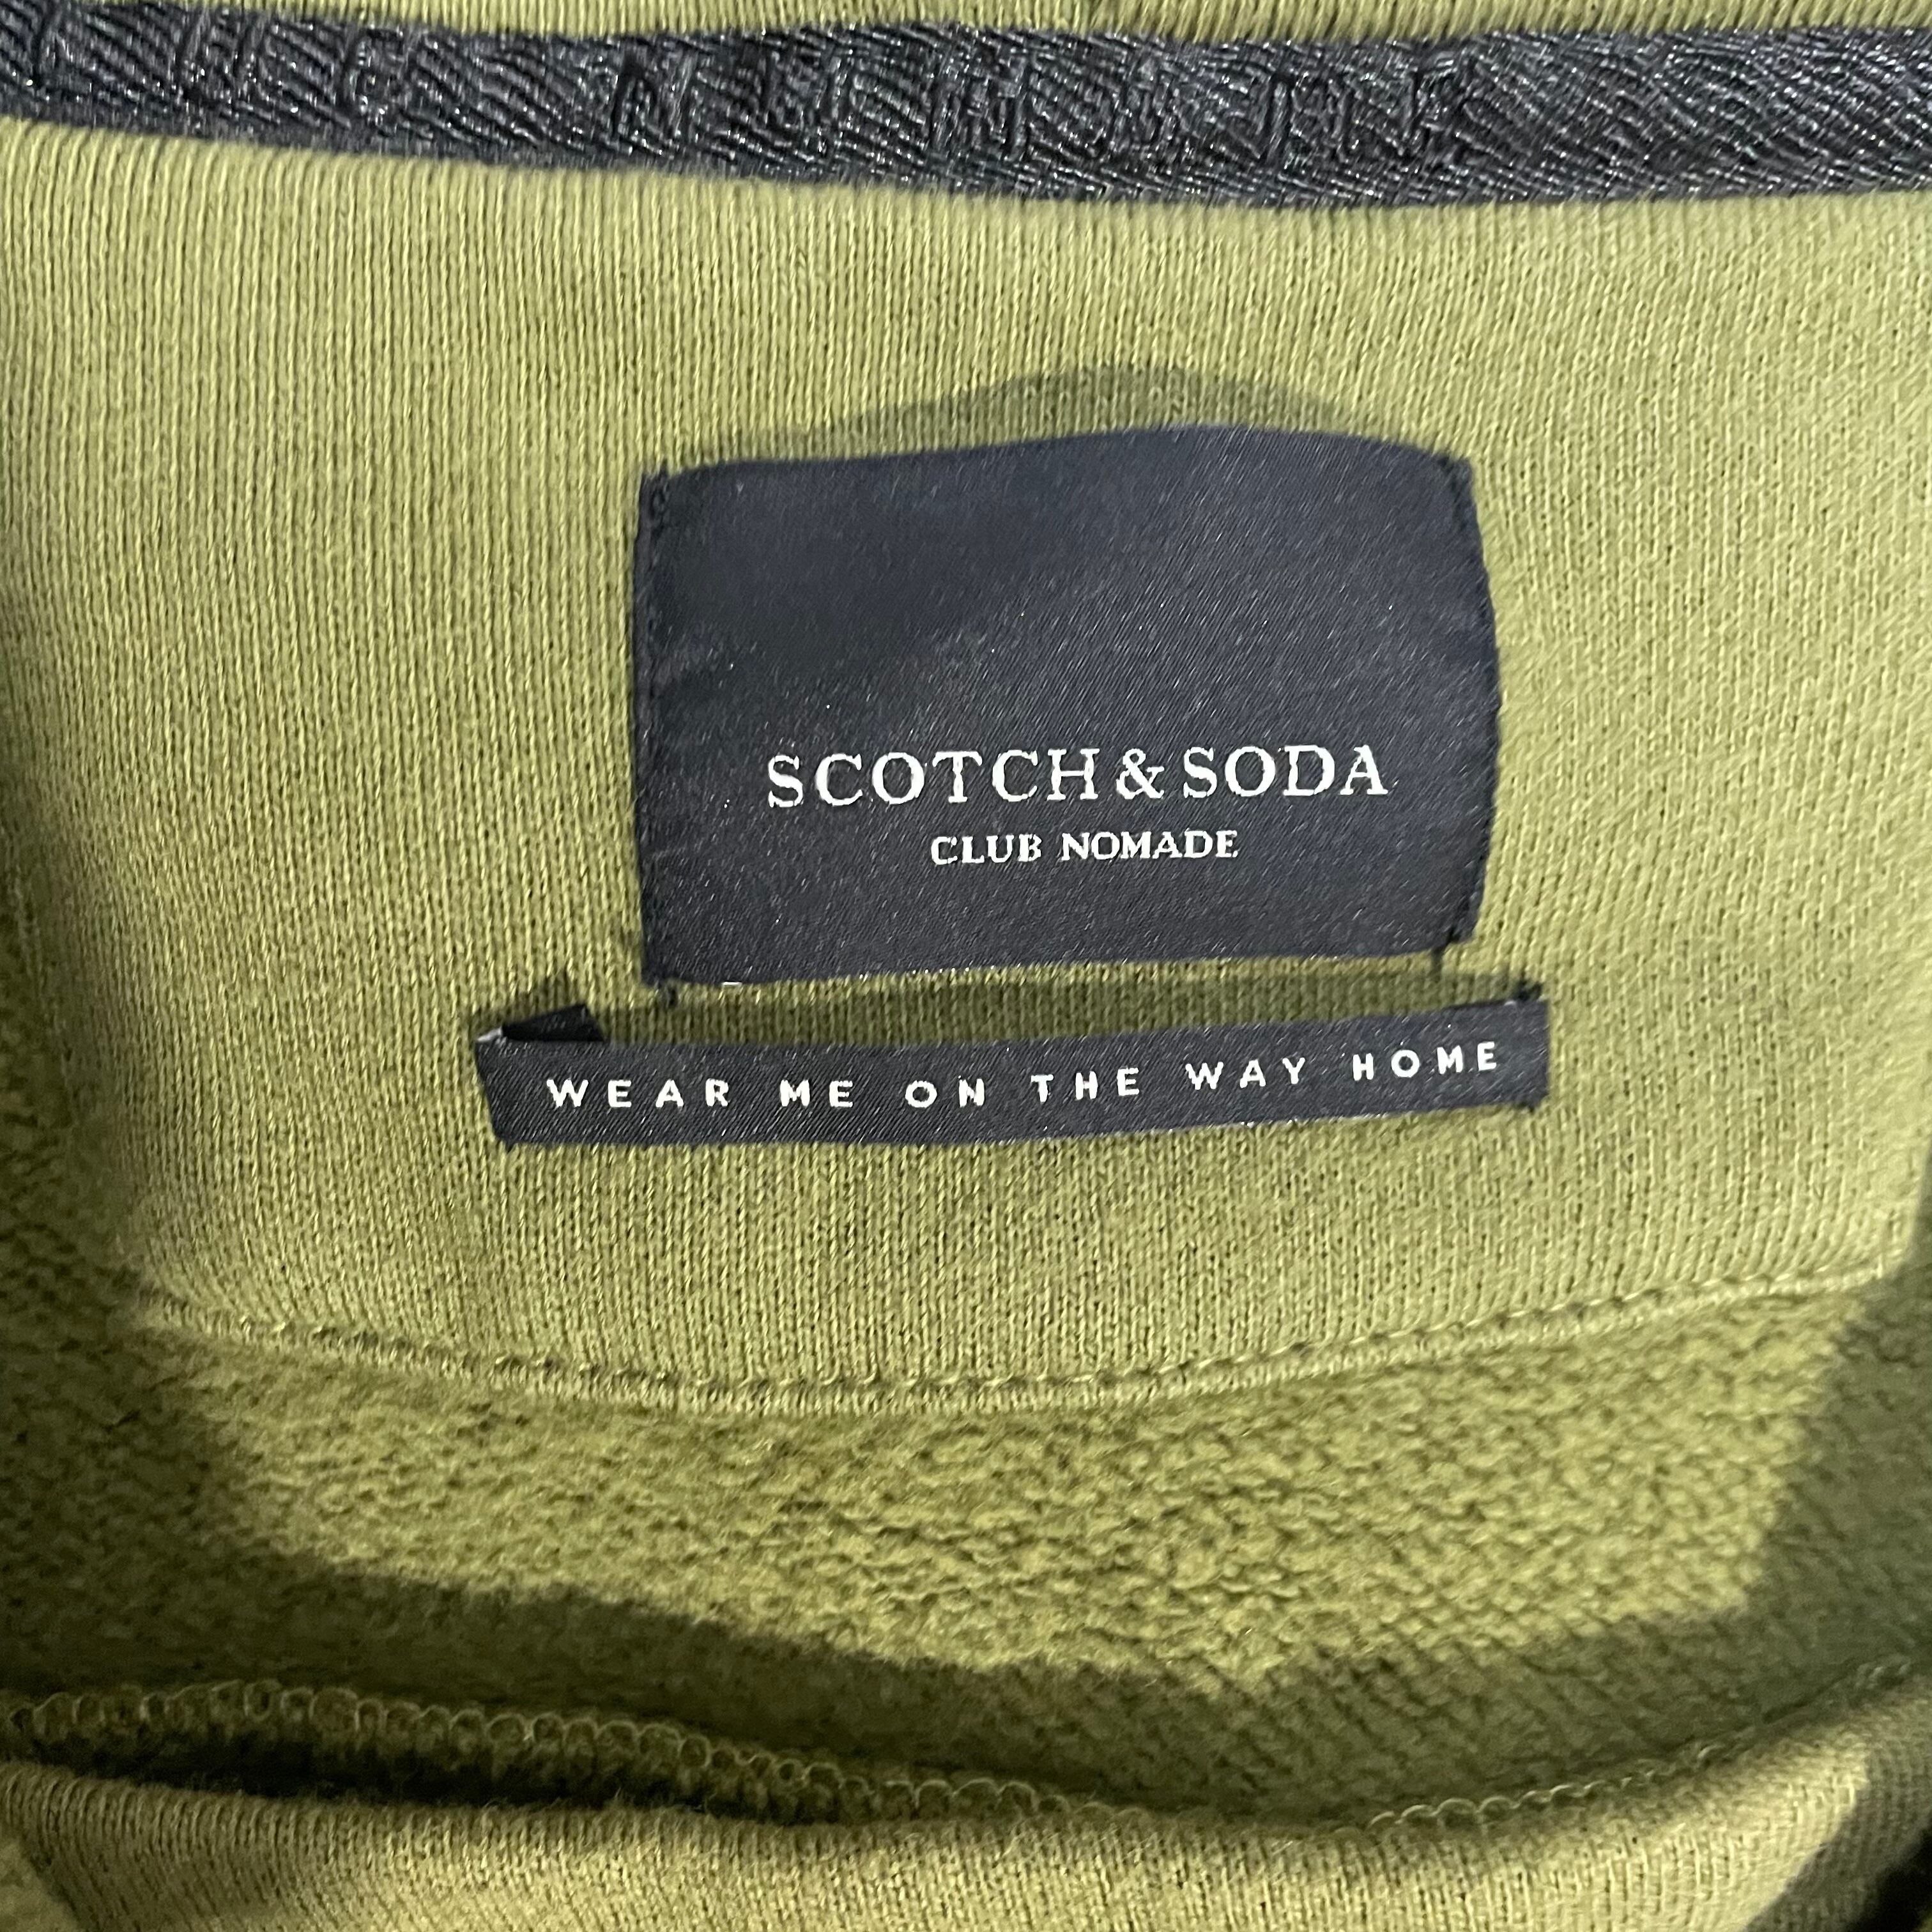 SCOTCH & SODA
CLUB NOMADE
WEAR ME ON THE WAY HOME